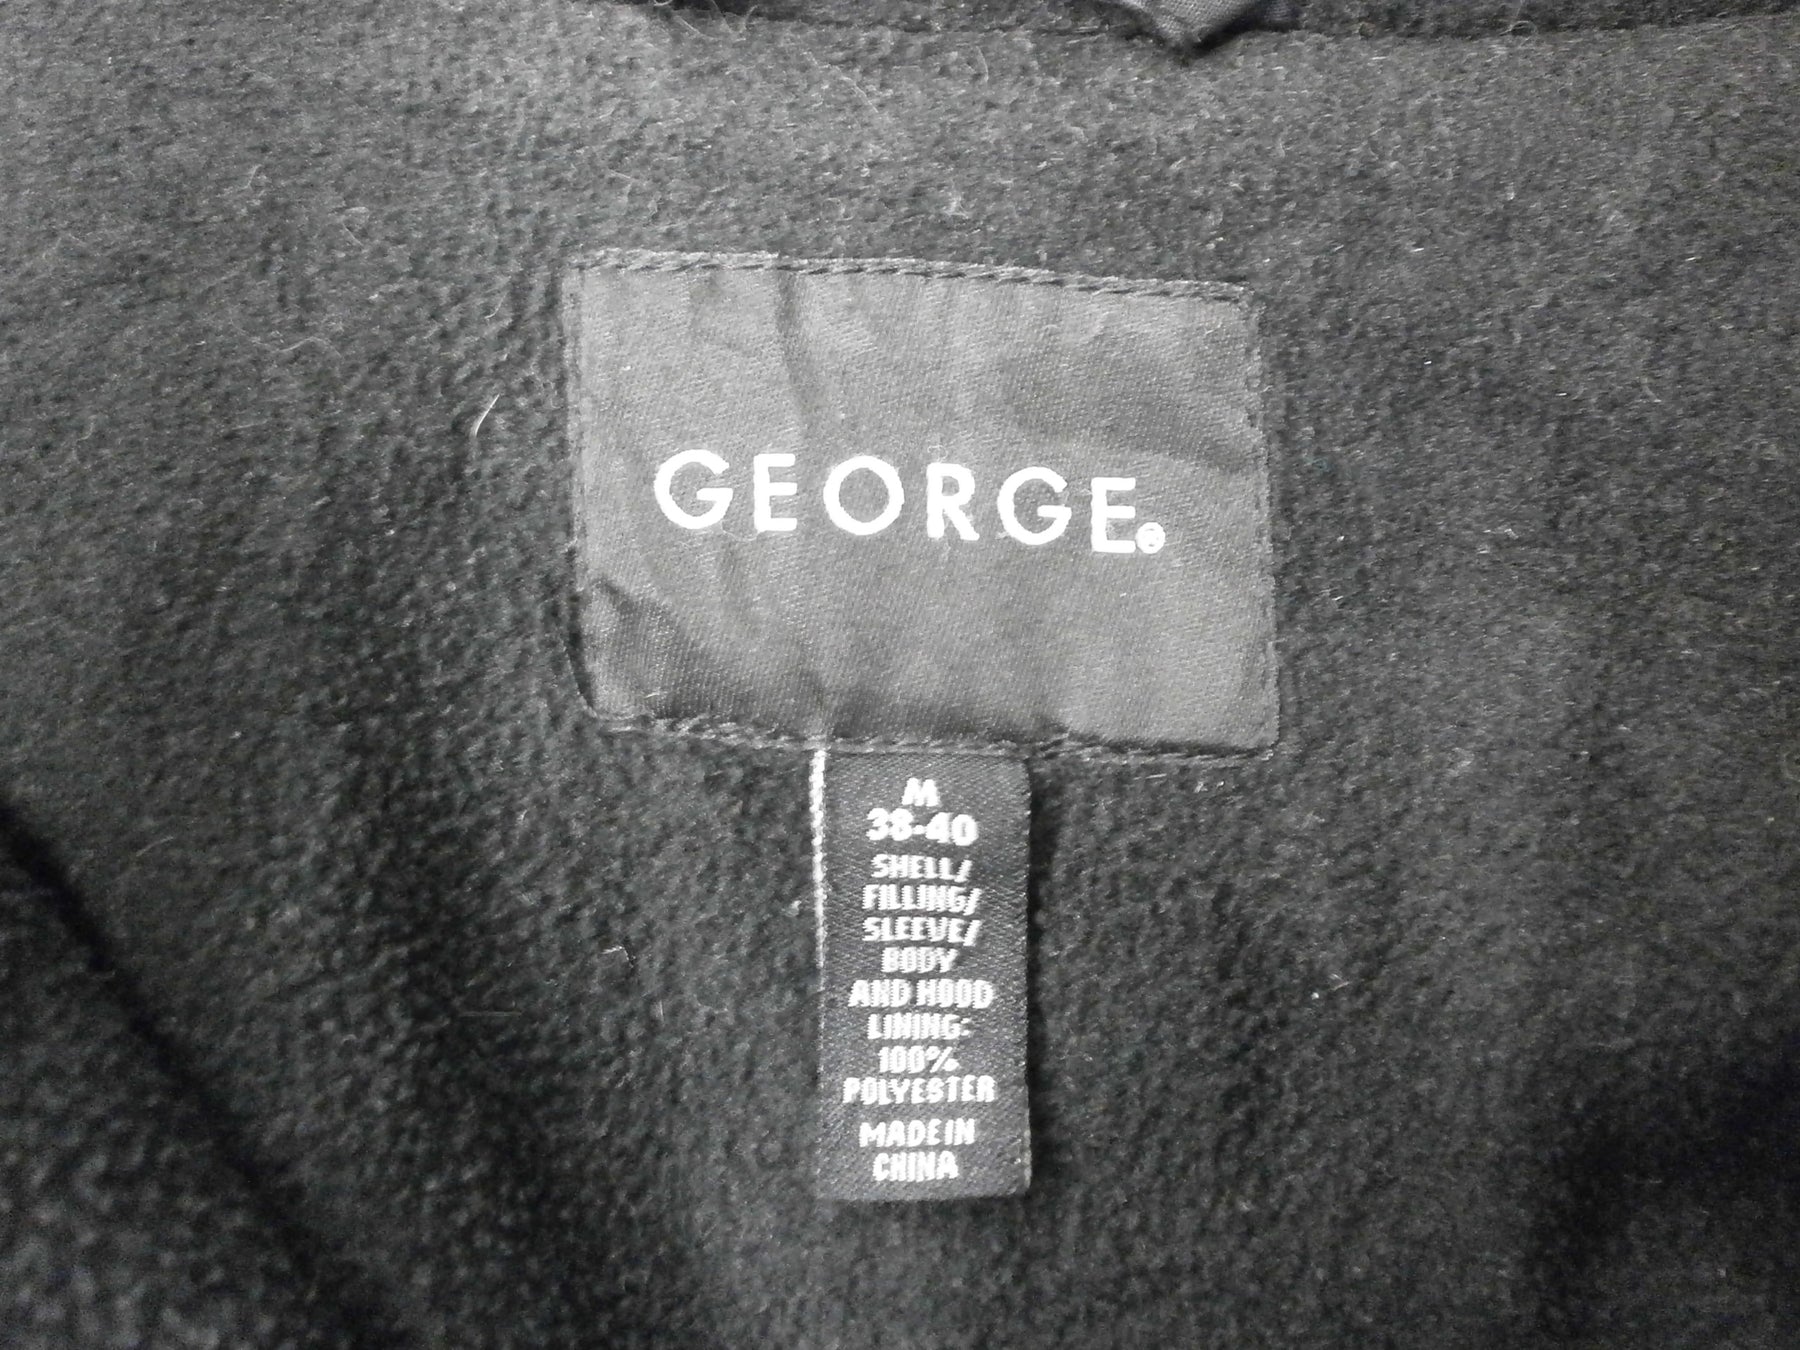 GEORGE®
M
38-40
SHELL/
FILLING/
SLEEVE/
BODY
AND HOOD
LINING:
100%
POLYESTER
MADE IN
CHINA